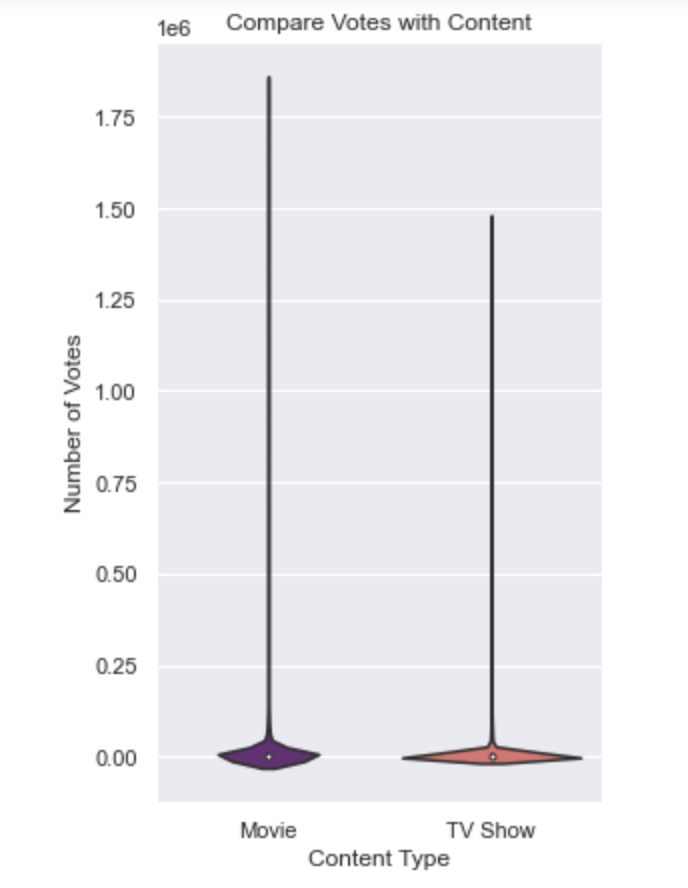 Compare Votes with Content
1e6
1.75
1.50
1.25
1.00
0.75
0.50
0.25
0.00
Number of Votes
Movie
TV Show
Content Type